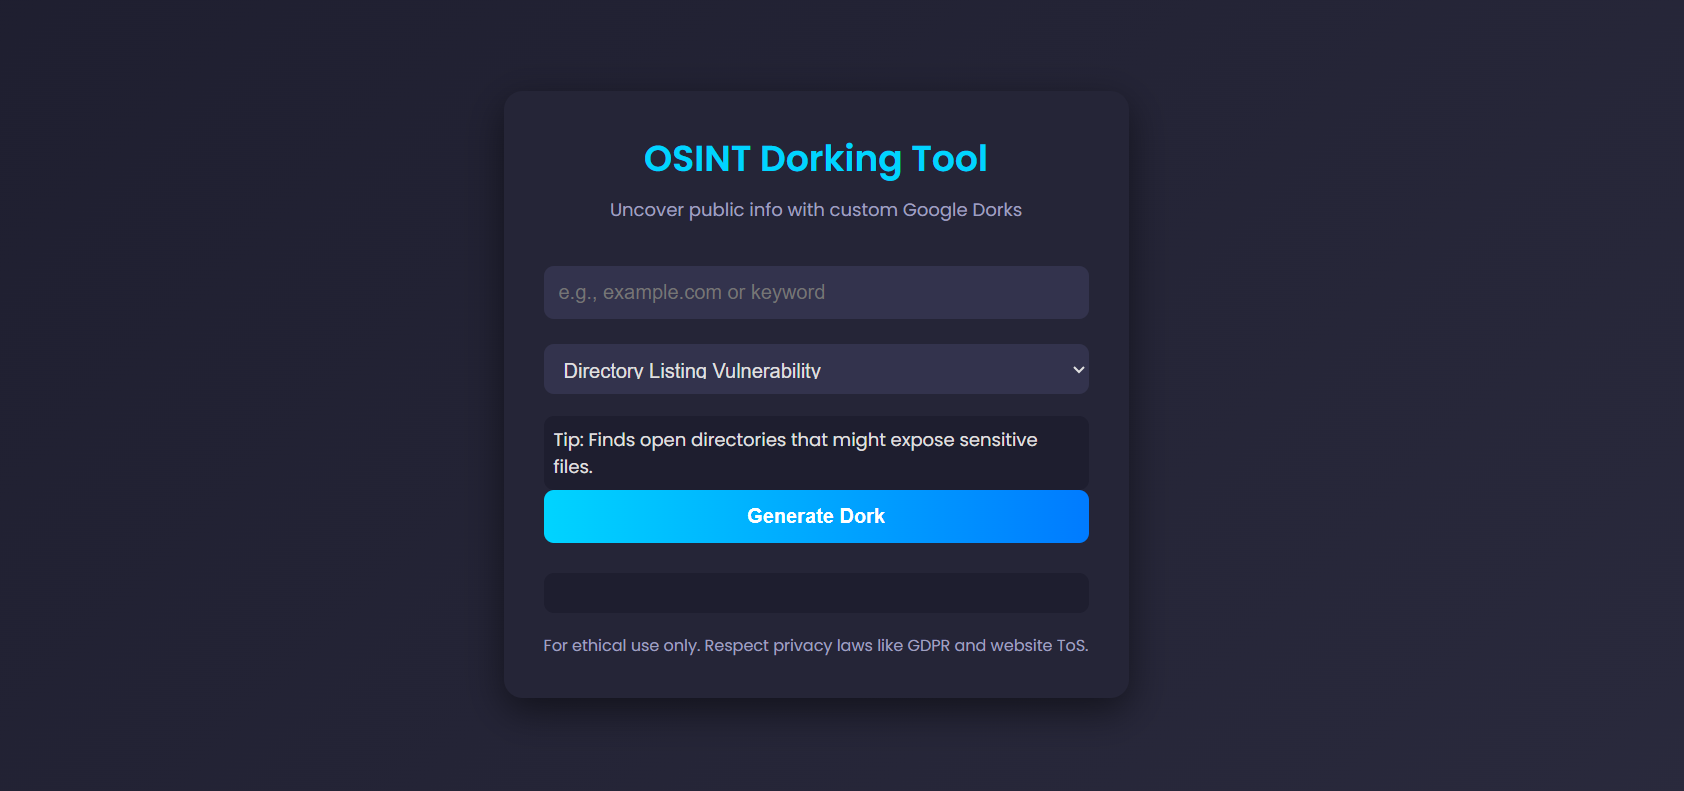 OSINT Dorking Tool
Uncover public info with custom Google Dorks
e.g., example.com or keyword
Directory Listing Vulnerability
Tip: Finds open directories that might expose sensitive
files.
Generate Dork
For ethical use only. Respect privacy laws like GDPR and website ToS.